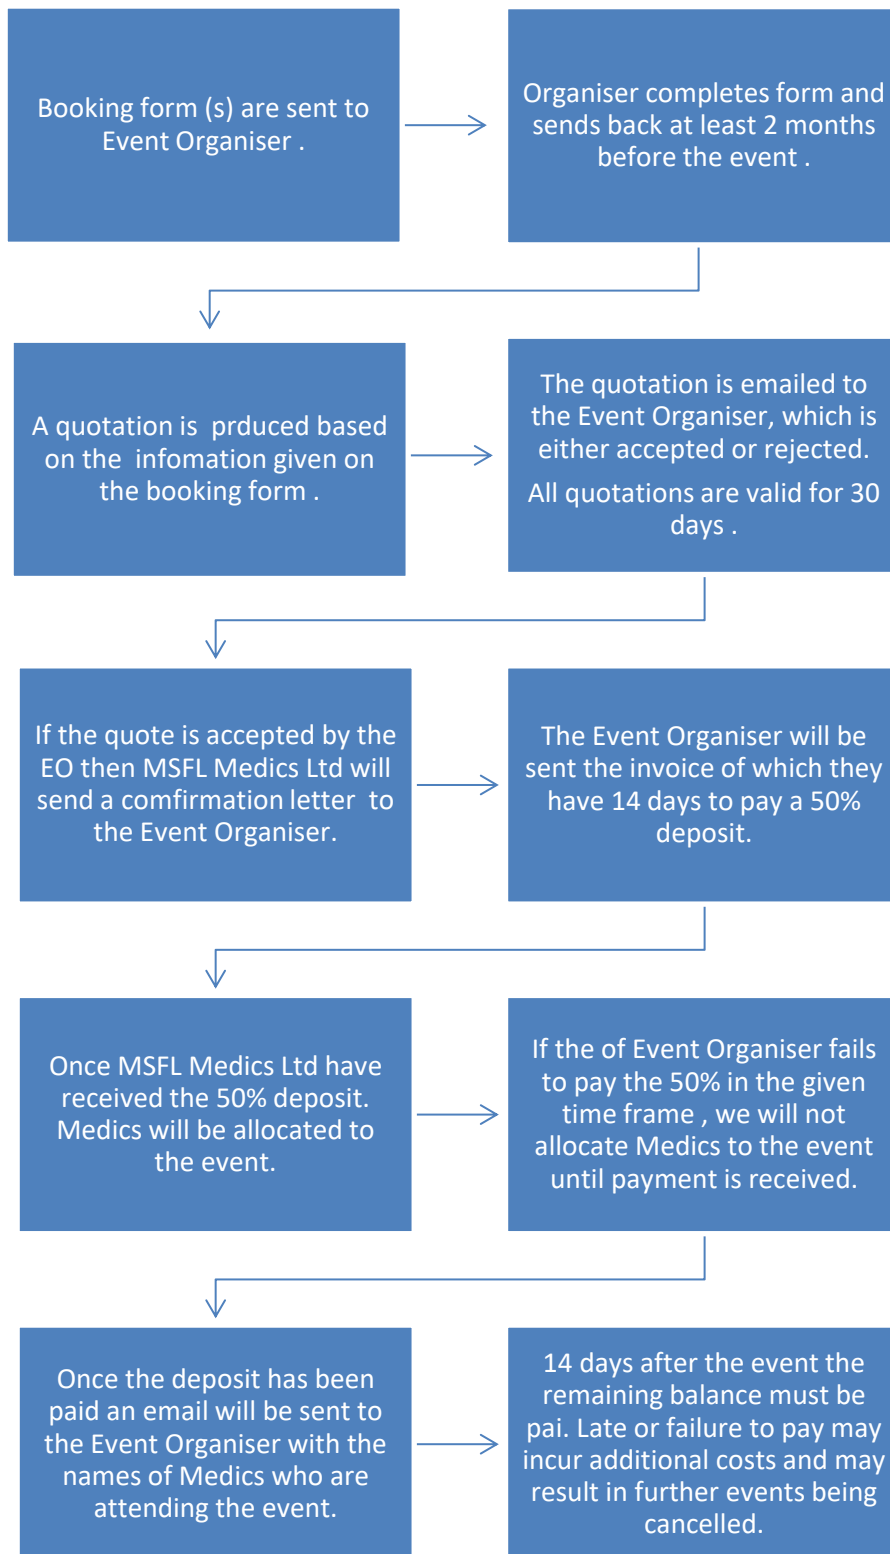 Booking form (s) are sent to
Event Organiser .
Organiser completes form and
sends back at least 2 months
before the event .
A quotation is  prduced based
on the  infomation given on
the booking form .
The quotation is emailed to
the Event Organiser, which is
either accepted or rejected.
All quotations are valid for 30
days .
If the quote is accepted by the
EO then MSFL Medics Ltd will
send a comfirmation letter  to
the Event Organiser.
The Event Organiser will be
sent the invoice of which they
have 14 days to pay a 50%
deposit.
Once MSFL Medics Ltd have
received the 50% deposit.
Medics will be allocated to
the event.
If the of Event Organiser fails
to pay the 50% in the given
time frame , we will not
allocate Medics to the event
until payment is received.
Once the deposit has been
paid an email will be sent to
the Event Organiser with the
names of Medics who are
attending the event.
14 days after the event the
remaining balance must be
pai. Late or failure to pay may
incur additional costs and may
result in further events being
cancelled.